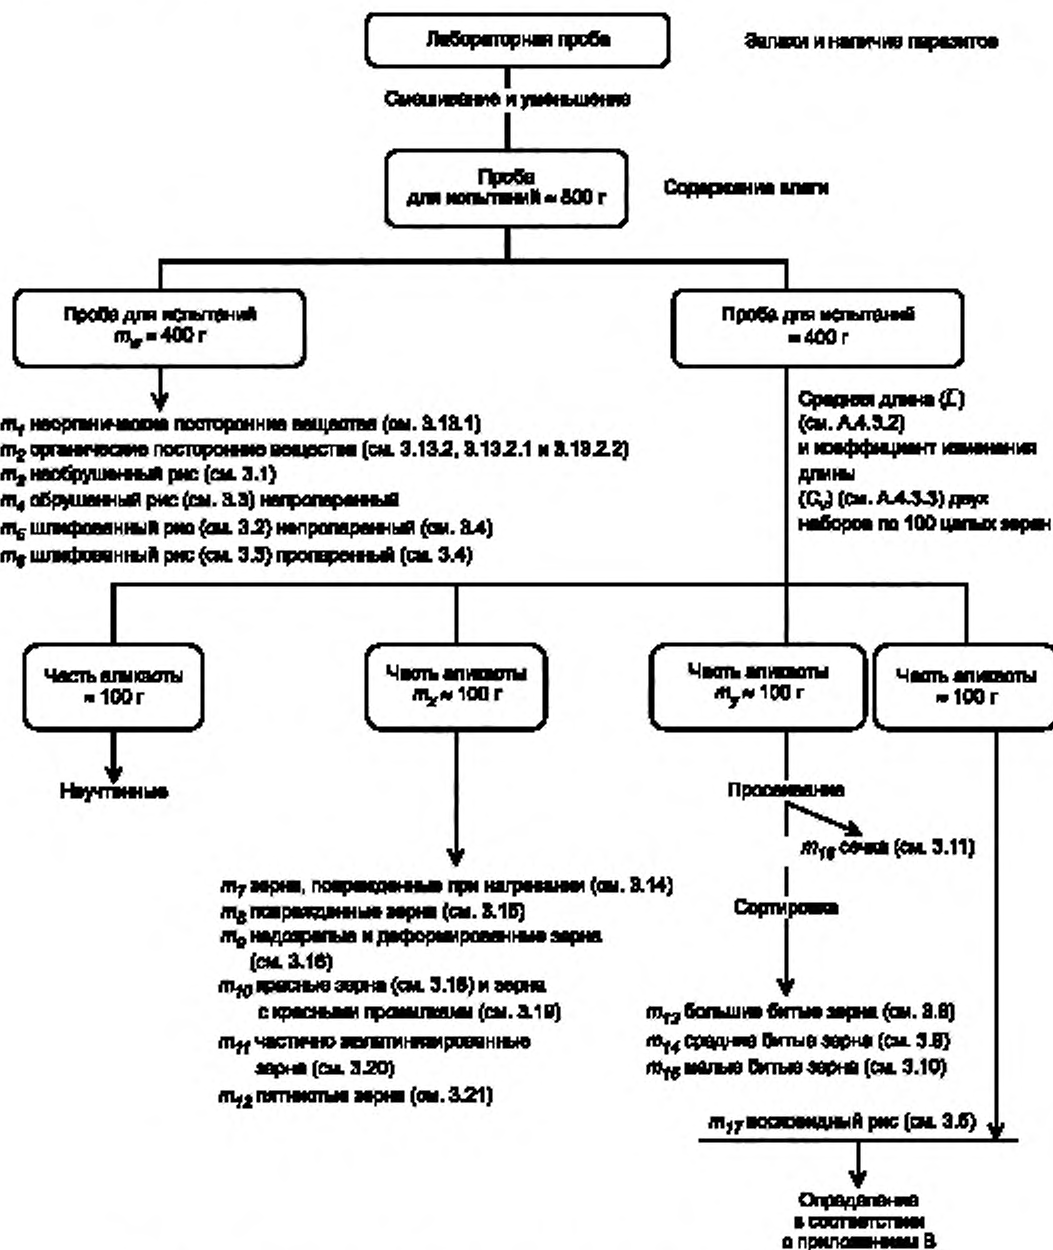 Лабораторная проба
Запахи и наличие паразитов
Смешивание и уменьшение
Проба
для испытаний ≈ 800 г
Содержание влаги
Проба для испытаний
≈ 400 г
Проба для испытаний
≈ 400 г
m1 неорганические посторонние вещества (см. 3.13.1)
m2 органические посторонние вещества (см. 3.13.2, 3.13.2.1 и 3.13.2.2)
m3 необрушенный рис (см. 3.1)
m4 обрушенный рис (см. 3.3) непропаренный
m5 шлифованный рис (см. 3.2) непропаренный (см. 3.4)
m6 шлифованный рис (см. 3.3) пропаренный (см. 3.4)
Средняя длина (L̅)
(см. А.4.3.2)
и коэффициент изменения
длины
(Cv) (см. А.4.3.3) двух
наборов по 100 целых зерен
Часть аликвоты
≈ 100 г
Часть аликвоты
mx ≈ 100 г
Часть аликвоты
my ≈ 100 г
Часть аликвоты
≈ 100 г
Неучтенные
Просеивание
m16 сечка (см. 3.11)
Сортировка
m7 зерна, поврежденные при нагревании (см. 3.14)
m8 поврежденные зерна (см. 3.15)
m9 недозрелые и деформированные зерна
(см. 3.16)
m10 красные зерна (см. 3.18) и зерна
с красными прожилками (см. 3.19)
m11 частично желатинизированные
зерна (см. 3.20)
m12 пятнистые зерна (см. 3.21)
m13 большие битые зерна (см. 3.8)
m14 средние битые зерна (см. 3.9)
m15 малые битые зерна (см. 3.10)
m17 восковидный рис (см. 3.5)
Определение
в соответствии
с приложением В